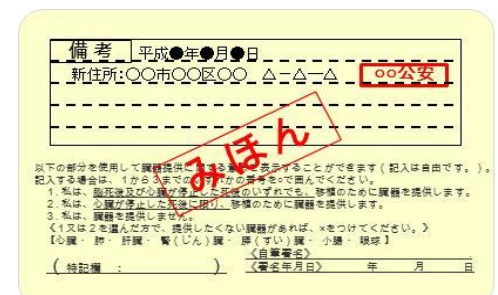 備考 平成●年●月●日
新住所:〇〇市〇〇区〇〇 △-△-△ ○○公安
みほん
以下の部分を使用して臓器提供に関する意思を表示することができます(記入は自由です。)。
記入する場合は、1から3までのいずれかの番号を○で囲んでください。
1.私は、脳死後及び心臓が停止した死後のいずれでも、移植のために臓器を提供します。
2.私は、心臓が停止した死後に限り、移植のために臓器を提供します。
3.私は、臓器を提供しません。
《1又は2を選んだ方で、提供したくない臓器があれば、×をつけてください。》
【心臓・肺・肝臓・腎(じん)臓・膵(すい)臓・小腸・眼球】
《自筆署名》
(特記欄: ) 《署名年月日》 年 月 日